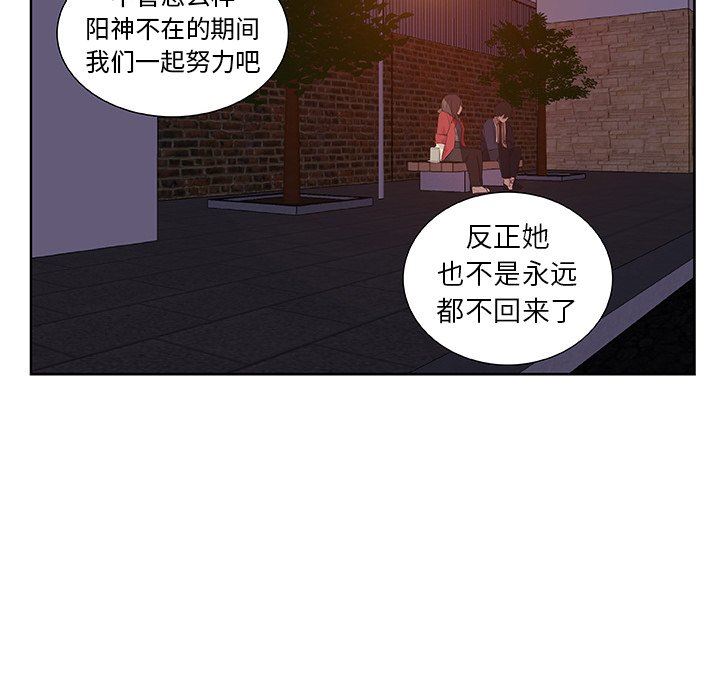 阳神不在的期间
我们一起努力吧
反正她
也不是永远
都不回来了